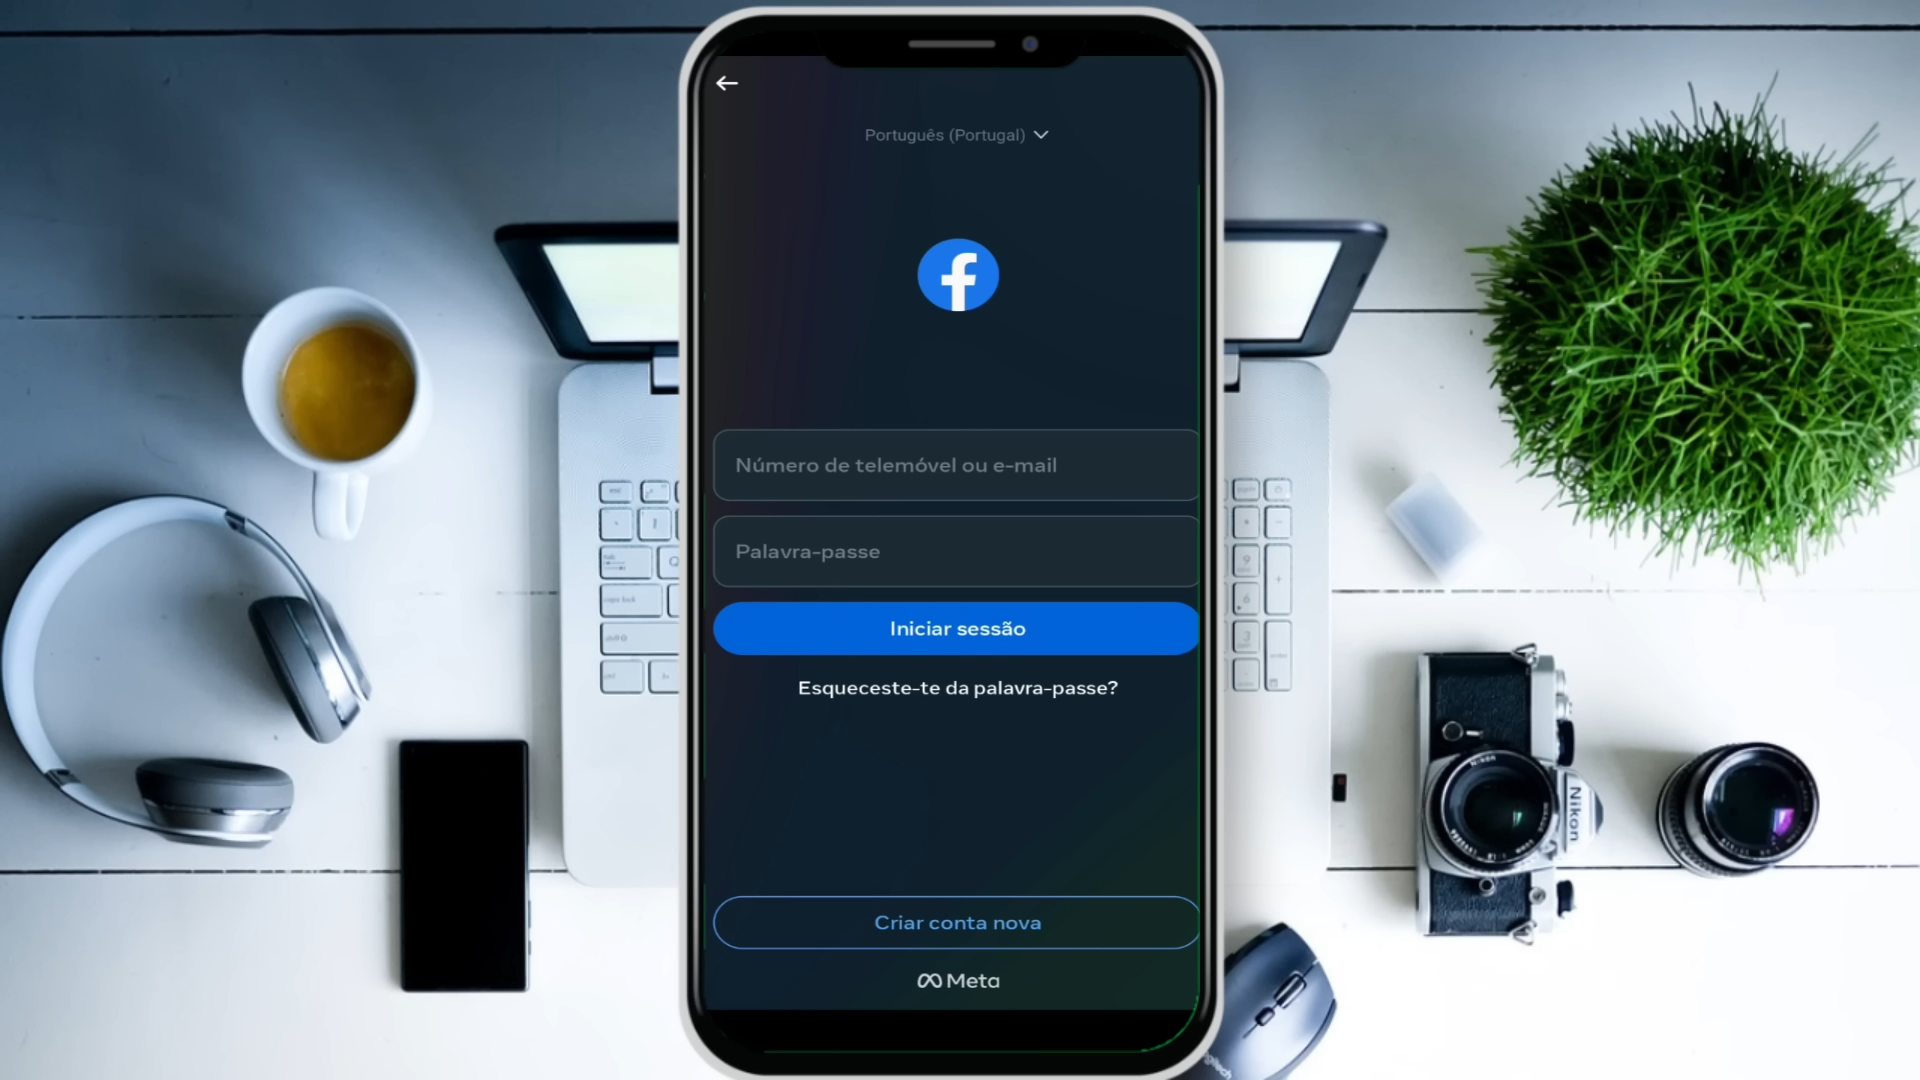 Português (Portugal)
Número de telemóvel ou e-mail
Palavra-passe
Iniciar sessão
Esqueceste-te da palavra-passe?
Criar conta nova
Meta
Nikon